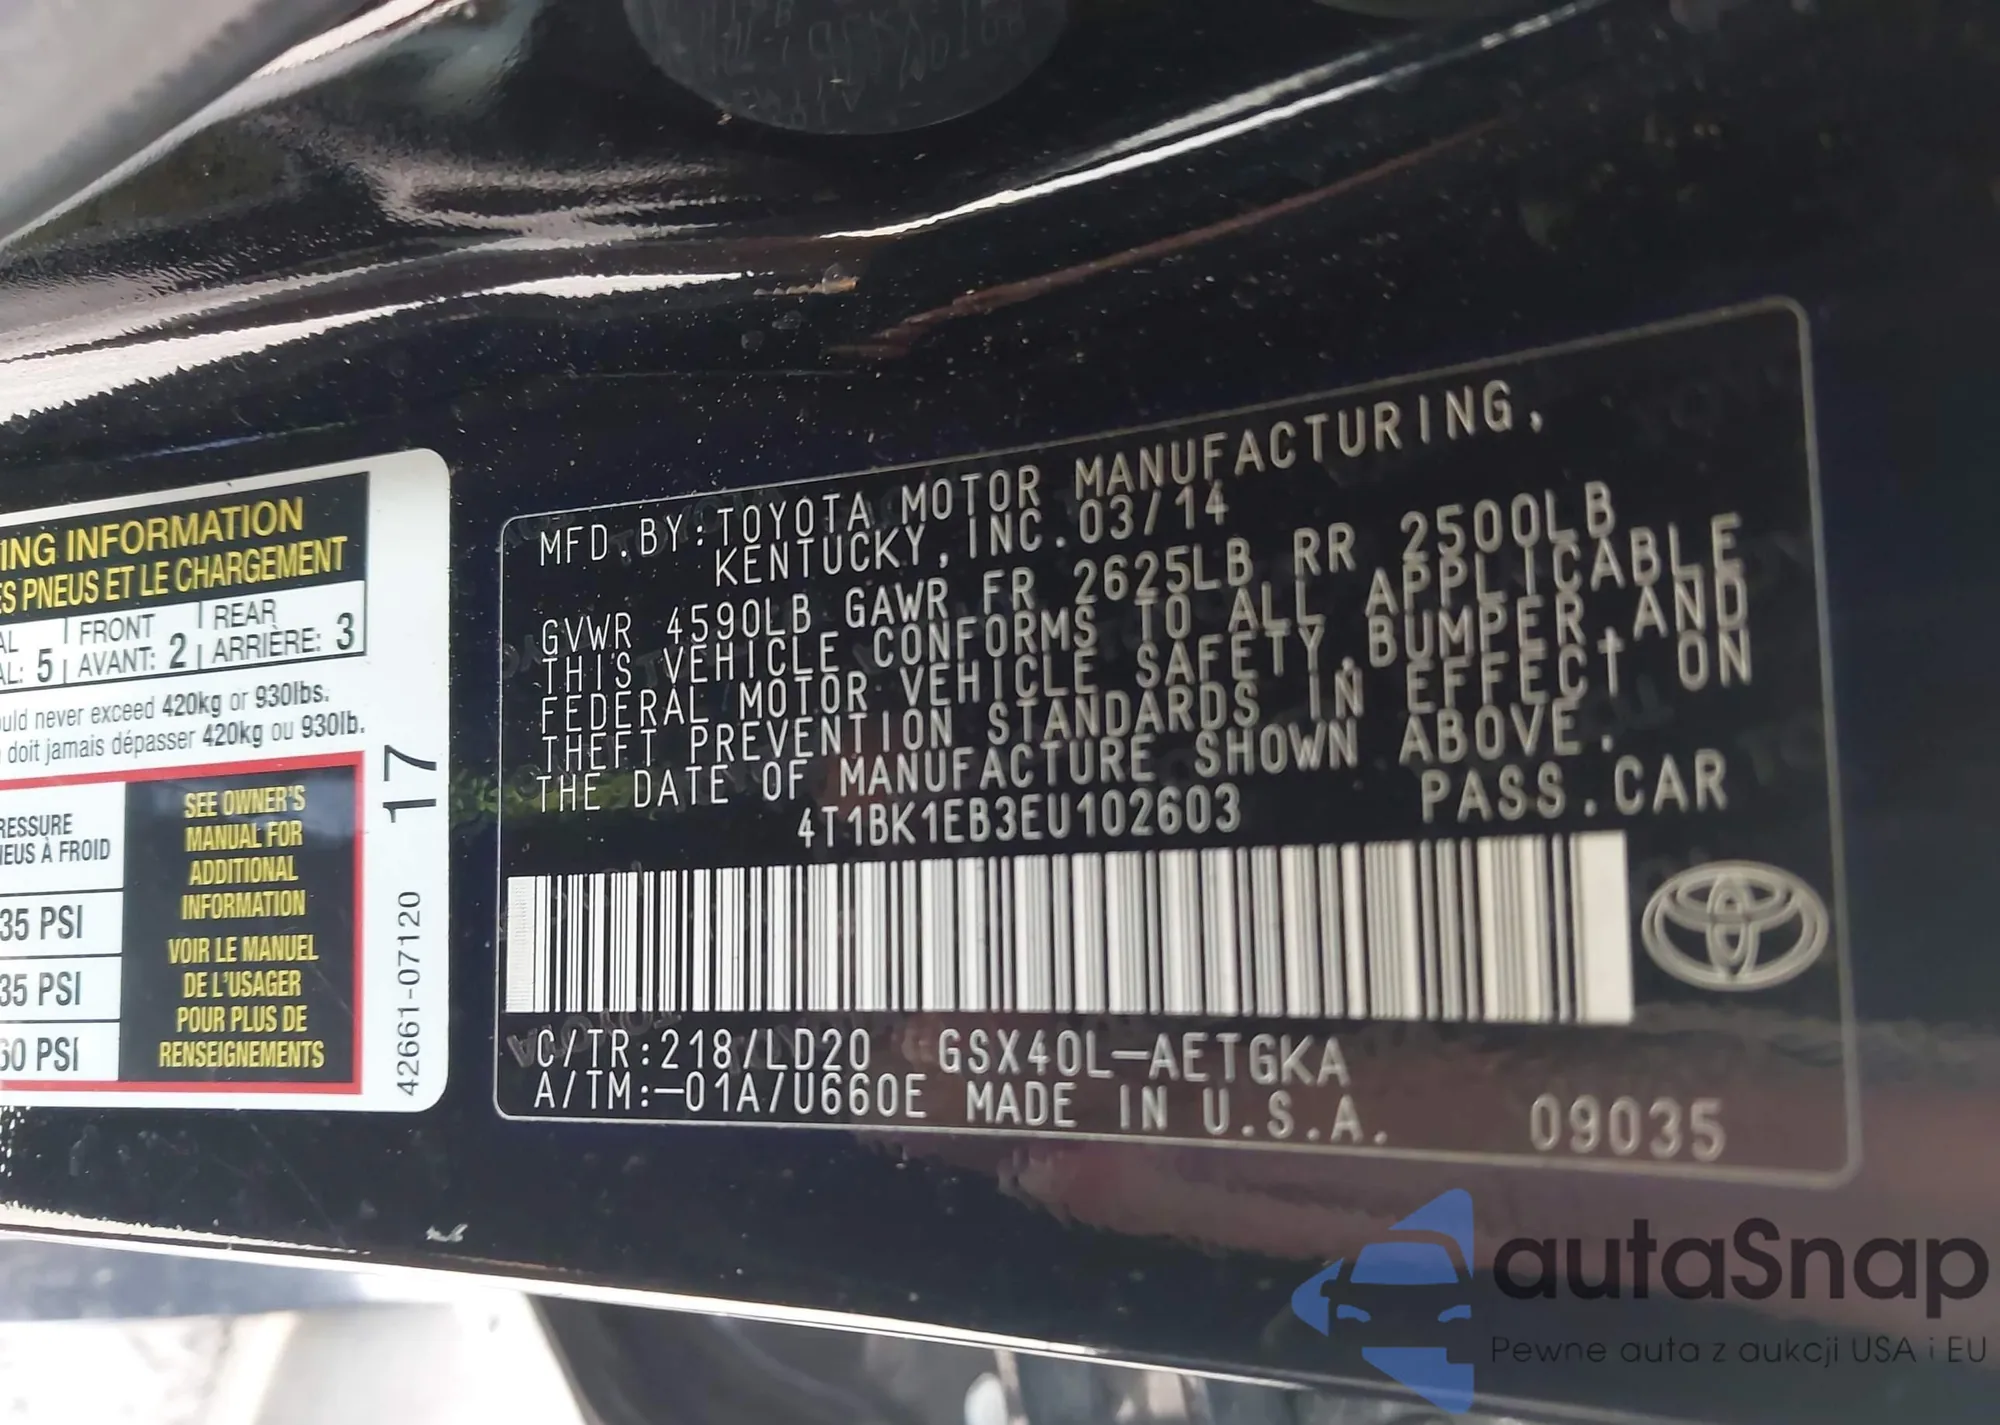 ING INFORMATION
ES PNEUS ET LE CHARGEMENT
FRONT REAR
AVANT: 2 ARRIÈRE: 3
AL: 5
ould never exceed 420kg or 930lbs.
doit jamais dépasser 420kg ou 930lb.
RESSURE
NEUS À FROID
35 PSI
35 PSI
60 PSI
SEE OWNER'S
MANUAL FOR
ADDITIONAL
INFORMATION
VOIR LE MANUEL
DE L'USAGER
POUR PLUS DE
RENSEIGNEMENTS
17
42661-07120
MFD.BY:TOYOTA MOTOR MANUFACTURING,
KENTUCKY,INC.03/14
GVWR 4590LB GAWR FR 2625LB RR 2500LB
THIS VEHICLE CONFORMS TO ALL APPLICABLE
FEDERAL MOTOR VEHICLE SAFETY,BUMPER,AND
THEFT PREVENTION STANDARDS IN EFFECT ON
THE DATE OF MANUFACTURE SHOWN ABOVE.
4T1BK1EB3EU102603 PASS.CAR
C/TR:218/LD20 GSX40L-AETGKA
A/TM:-01A/U660E MADE IN U.S.A.
09035
autaSnap
Pewne auta z aukcji USA i EU